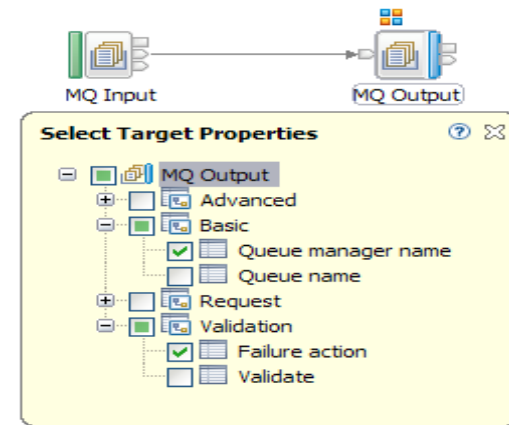 MQ Input
MQ Output
Select Target Properties
MQ Output
Advanced
Basic
Queue manager name
Queue name
Request
Validation
Failure action
Validate